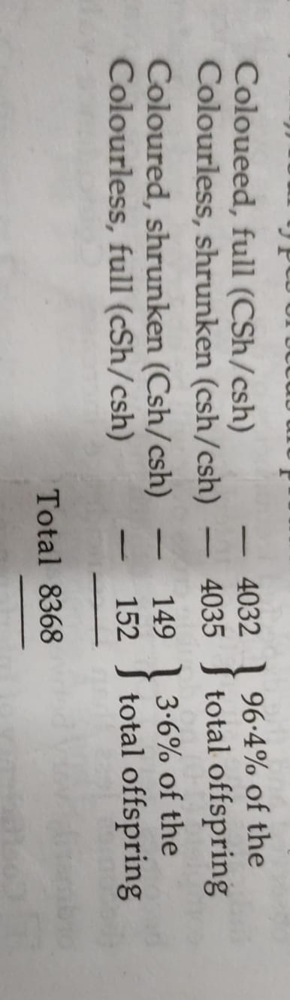 Coloueed, full (CSh/csh) — 4032 } 96·4% of the
Colourless, shrunken (csh/csh) — 4035 } total offspring
Coloured, shrunken (Csh/csh) — 149 } 3·6% of the
Colourless, full (cSh/csh) — 152 } total offspring
Total 8368